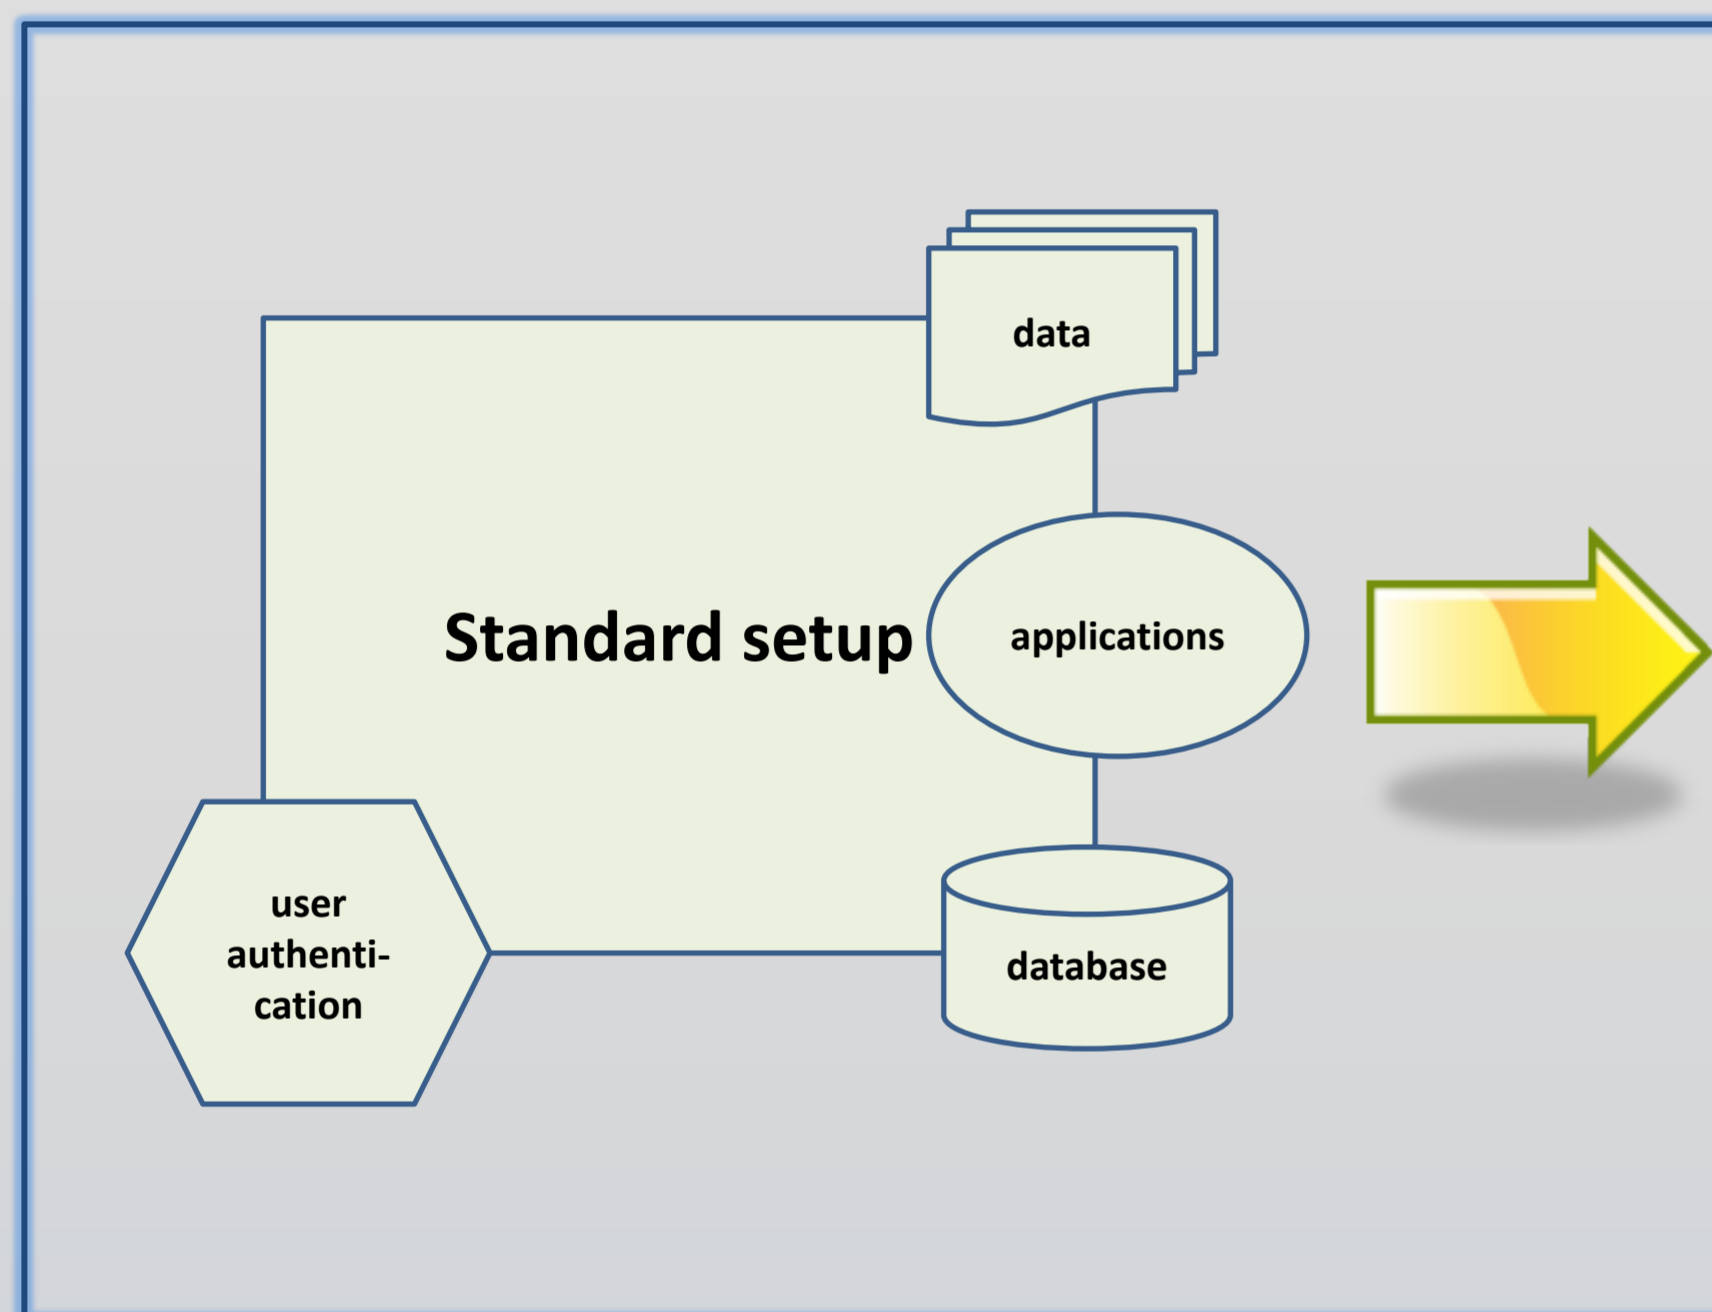 data
Standard setup
applications
user
authenti-
cation
database